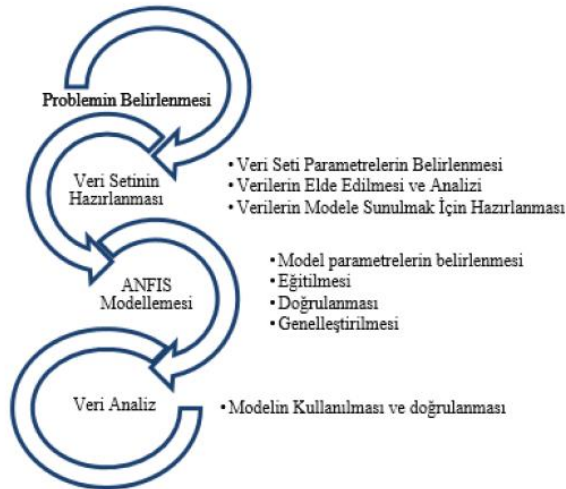 Problemin Belirlenmesi
Veri Setinin
Hazırlanması
• Veri Seti Parametrelerin Belirlenmesi
• Verilerin Elde Edilmesi ve Analizi
• Verilerin Modele Sunulmak İçin Hazırlanması
ANFIS
Modellemesi
• Model parametrelerin belirlenmesi
• Eğitilmesi
• Doğrulanması
• Genelleştirilmesi
Veri Analiz
• Modelin Kullanılması ve doğrulanması